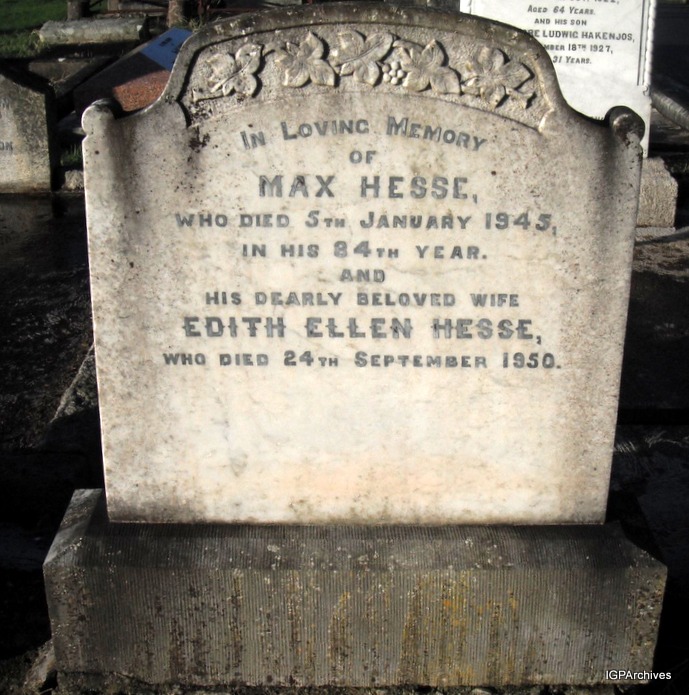 IN LOVING MEMORY
OF
MAX HESSE,
WHO DIED 5TH JANUARY 1945,
IN HIS 84TH YEAR.
AND
HIS DEARLY BELOVED WIFE
EDITH ELLEN HESSE,
WHO DIED 24TH SEPTEMBER 1950.
AGED 64 YEARS.
AND HIS SON
LUDWIG HAKENJOS,
18TH 1927,
31 YEARS.
IGPArchives